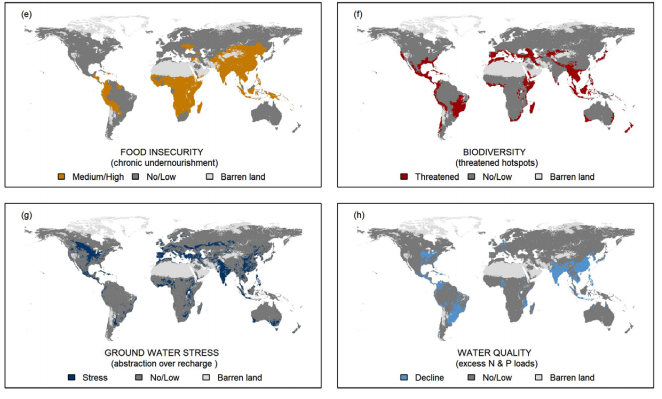 (e)
FOOD INSECURITY
(chronic undernourishment)
Medium/High No/Low Barren land
(f)
BIODIVERSITY
(threatened hotspots)
Threatened No/Low Barren land
(g)
GROUND WATER STRESS
(abstraction over recharge )
Stress No/Low Barren land
(h)
WATER QUALITY
(excess N & P loads)
Decline No/Low Barren land